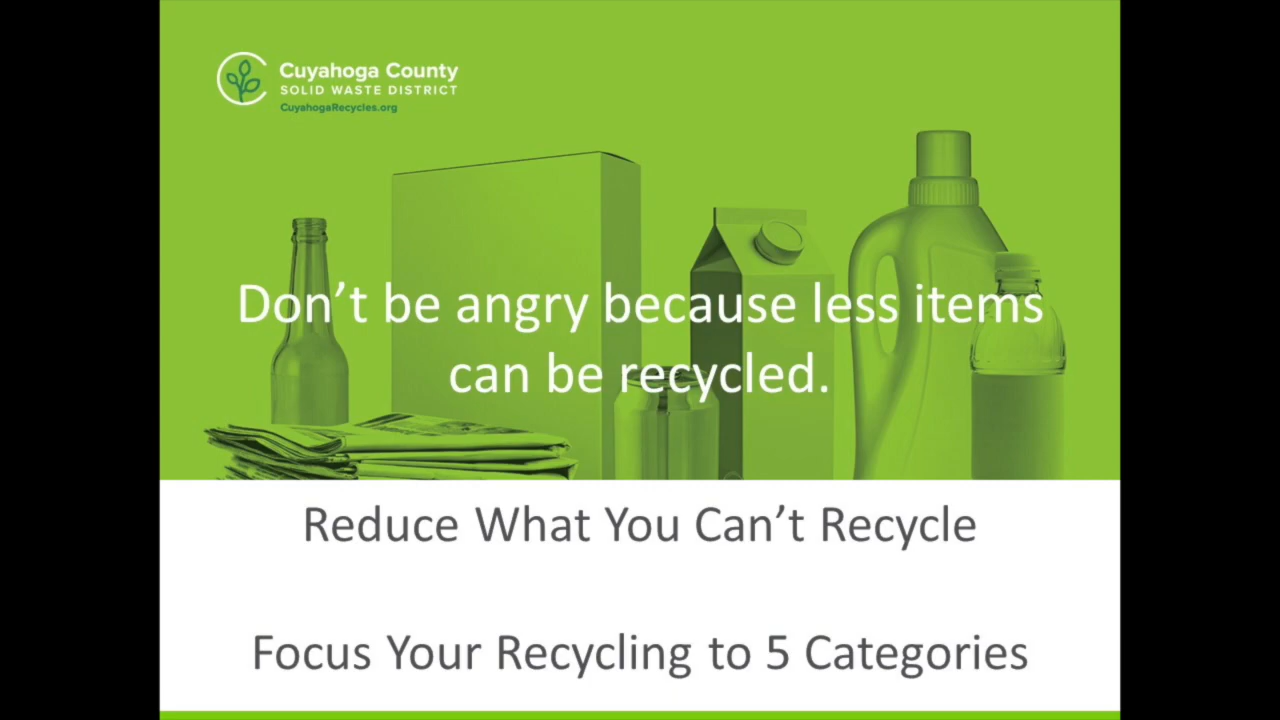 Cuyahoga County
SOLID WASTE DISTRICT
CuyahogaRecycles.org
Don’t be angry because less items
can be recycled.
Reduce What You Can’t Recycle
Focus Your Recycling to 5 Categories